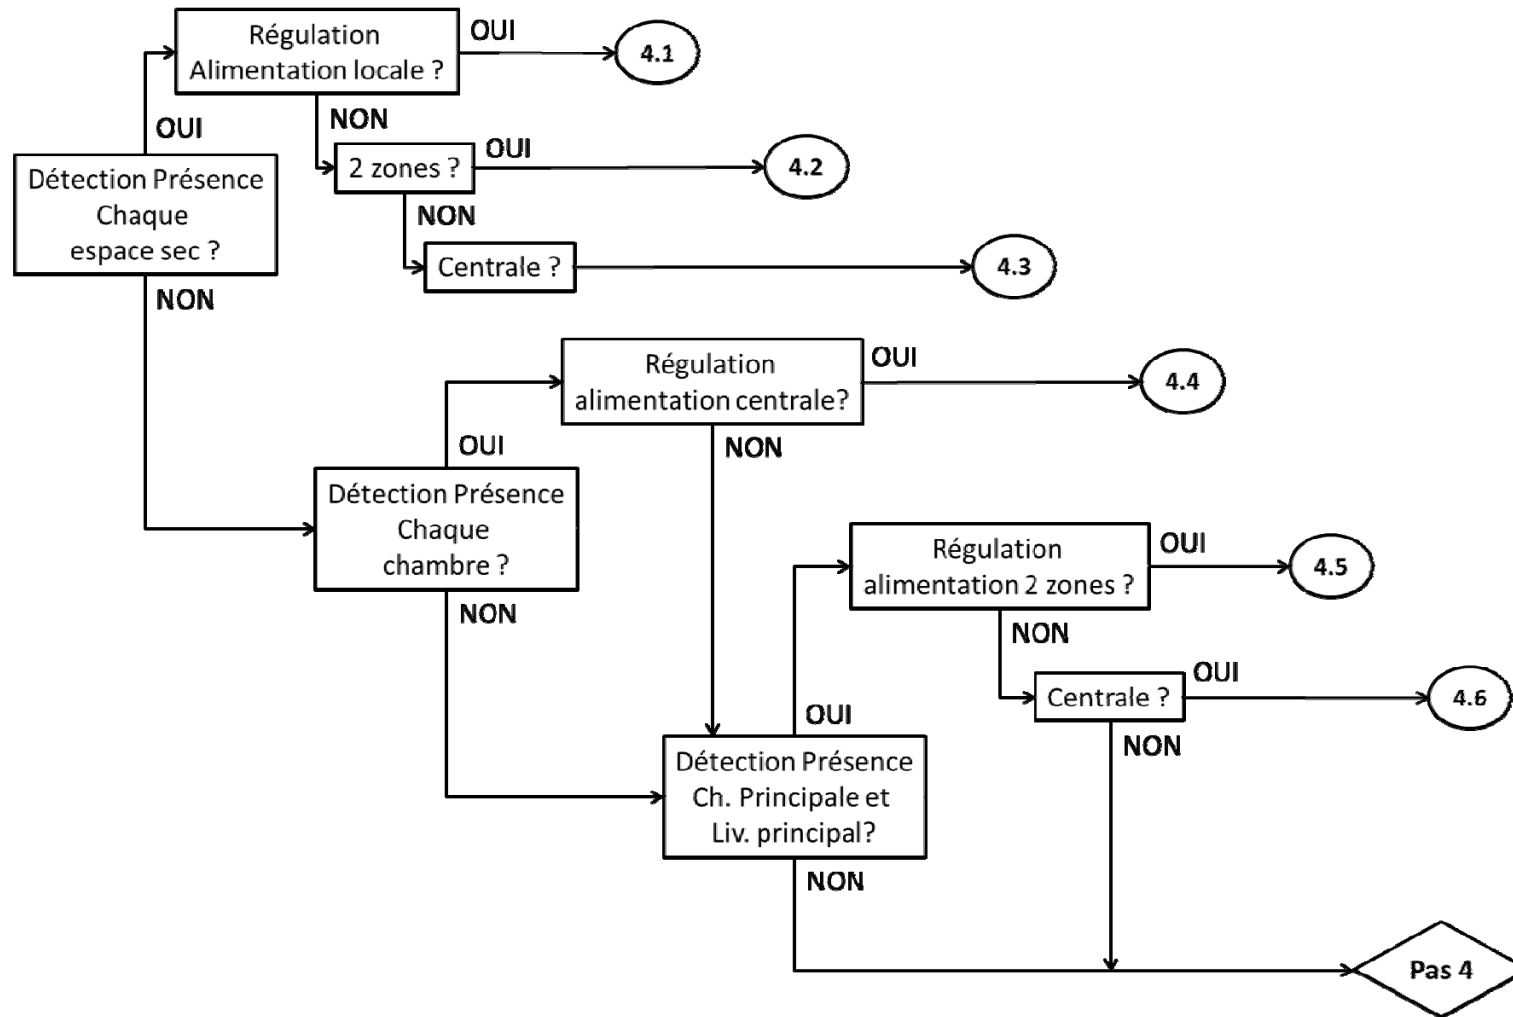 Régulation
Alimentation locale ?
OUI
4.1
NON
OUI
2 zones ?
OUI
4.2
Détection Présence
Chaque
espace sec ?
NON
Centrale ?
4.3
NON
Régulation
alimentation centrale?
OUI
4.4
OUI
NON
Détection Présence
Chaque
chambre ?
Régulation
alimentation 2 zones ?
OUI
4.5
NON
NON
Centrale ?
OUI
4.6
OUI
NON
Détection Présence
Ch. Principale et
Liv. principal?
NON
Pas 4